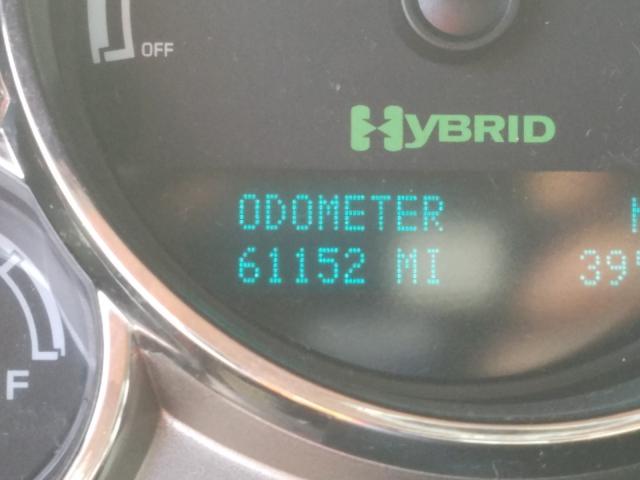 OFF
HYBRID
ODOMETER
61152 MI
F